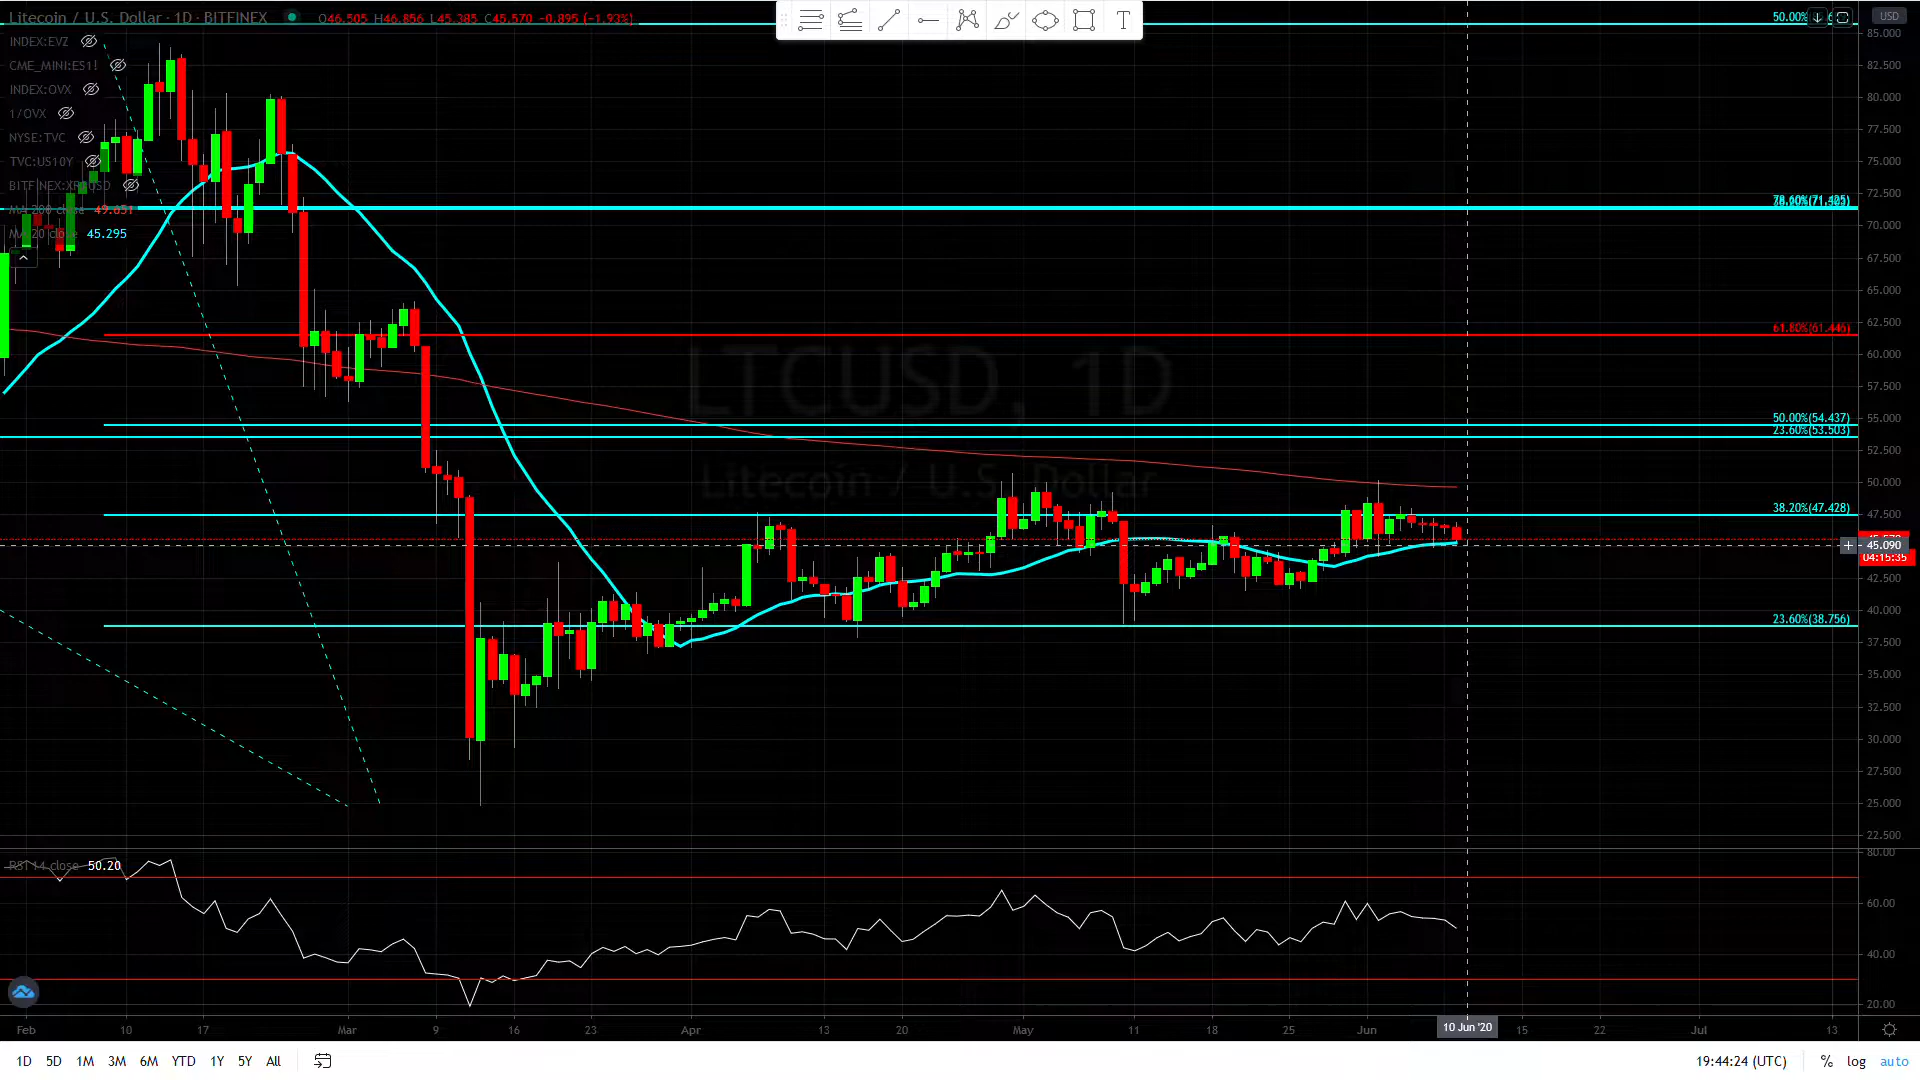 Litecoin / U.S. Dollar · 1D · BITFINEX O46.505 H46.856 L45.385 C45.570 -0.895 (-1.93%)
INDEX:EVZ
CME_MINI:ES1!
INDEX:OVX
1/OVX
NYSE:TVC
TVC:US10Y
BITFINEX:XRPUSD
MA 200 close 49.651
MA 20 close 45.295
LTCUSD, 1D
Litecoin / U.S. Dollar
T
USD
50.00%
61.80%(61.446)
50.00%(54.437)
23.60%(53.503)
38.20%(47.428)
23.60%(38.756)
85.000
82.500
80.000
77.500
75.000
72.500
70.000
67.500
65.000
62.500
60.000
57.500
55.000
52.500
50.000
47.500
45.090
04:15:35
42.500
40.000
37.500
35.000
32.500
30.000
27.500
25.000
22.500
RSI 14 close 50.20
80.00
60.00
40.00
20.00
Feb 10 17 Mar 9 16 23 Apr 13 20 May 11 18 25 Jun 10 Jun '20 15 22 Jul 13
1D 5D 1M 3M 6M YTD 1Y 5Y All 19:44:24 (UTC) % log auto